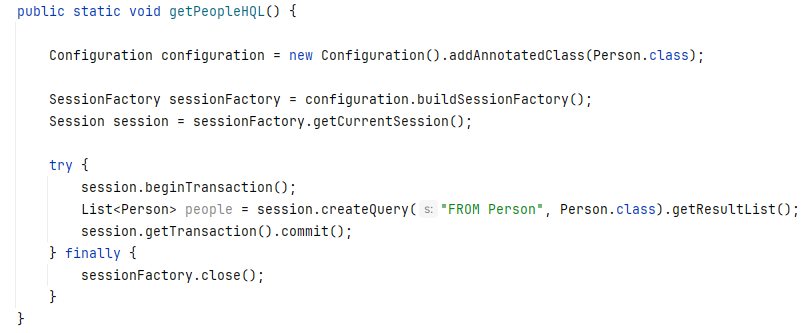 public static void getPeopleHQL() {
Configuration configuration = new Configuration().addAnnotatedClass(Person.class);
SessionFactory sessionFactory = configuration.buildSessionFactory();
Session session = sessionFactory.getCurrentSession();
try {
session.beginTransaction();
List<Person> people = session.createQuery( s: "FROM Person", Person.class).getResultList();
session.getTransaction().commit();
} finally {
sessionFactory.close();
}
}